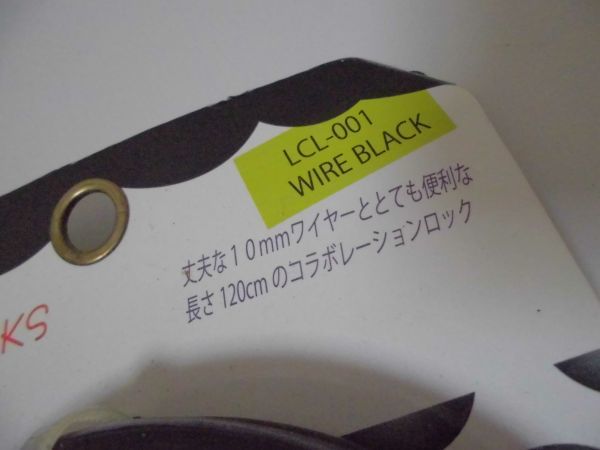 LCL-001
WIRE BLACK
丈夫な10mmワイヤーととても便利な
長さ120cmのコラボレーションロック
KS